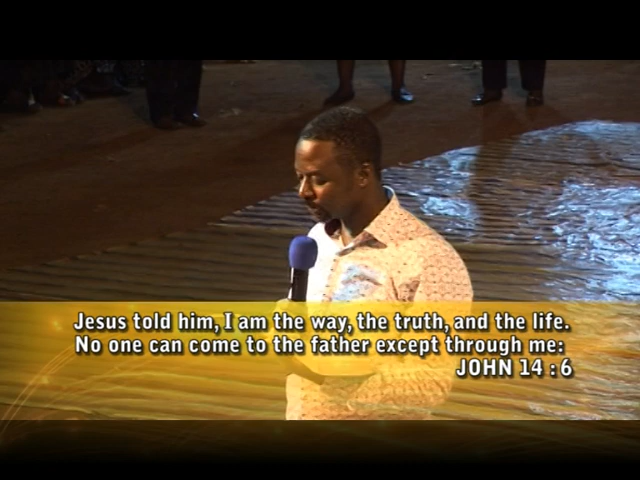 Jesus told him, I am the way, the truth, and the life.
No one can come to the father except through me:
JOHN 14 : 6